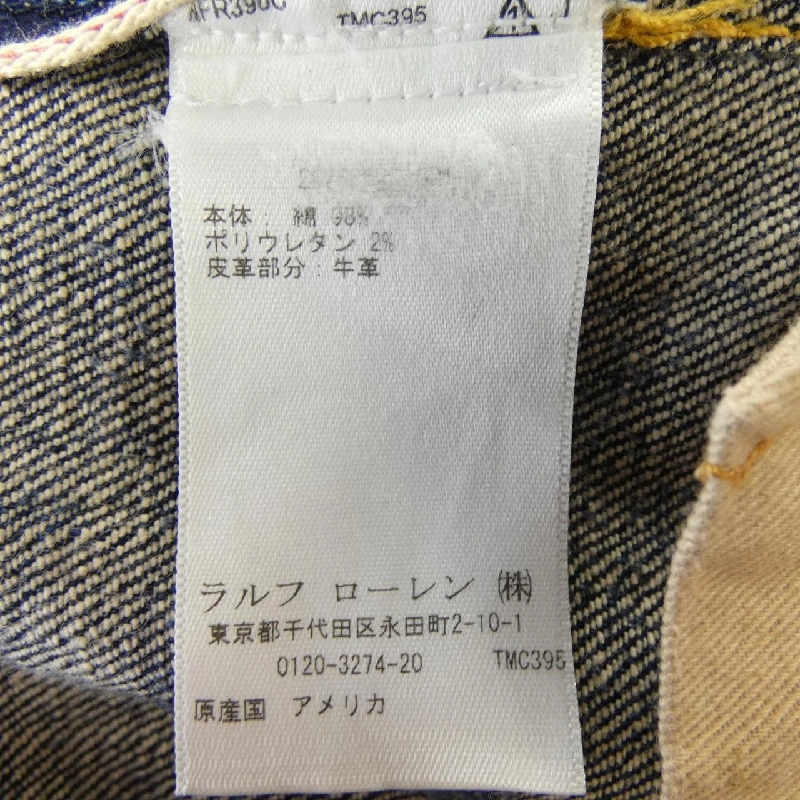 TMC395
本体： 綿 98%
ポリウレタン 2%
皮革部分：牛革
ラルフ ローレン ㈱
東京都千代田区永田町2-10-1
0120-3274-20 TMC395
原産国 アメリカ